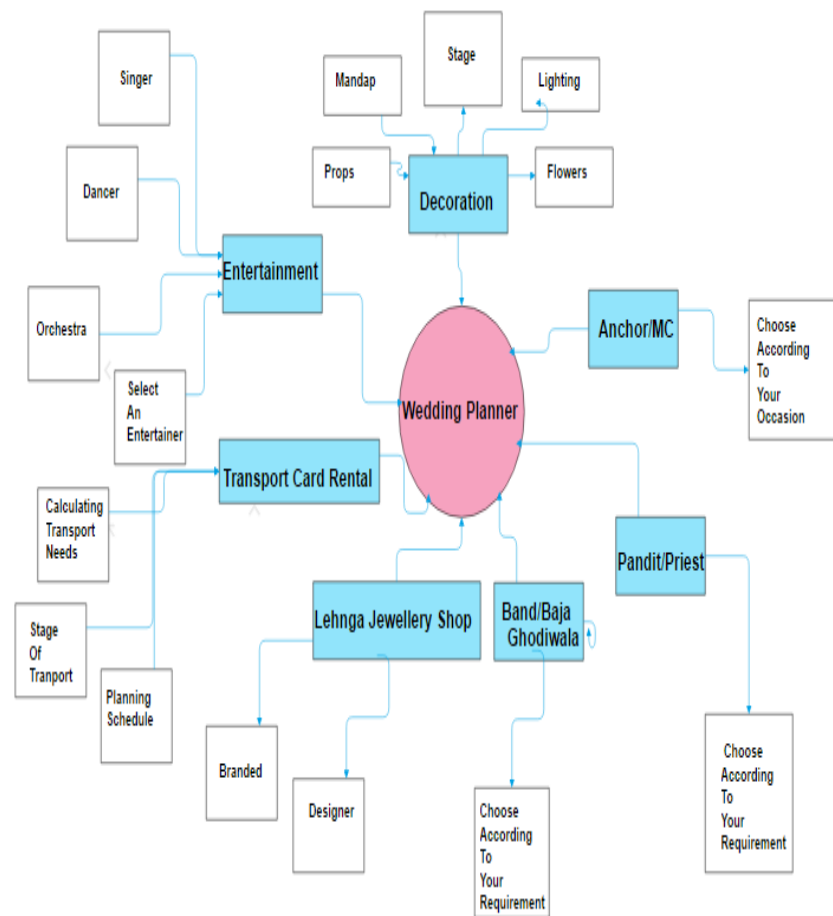 Stage
Singer
Mandap
Lighting
Props
Flowers
Dancer
Decoration
Entertainment
Orchestra
Anchor/MC
Choose
According
To
Your
Occasion
Select
An
Entertainer
Wedding Planner
Transport Card Rental
Calculating
Transport
Needs
Pandit/Priest
Lehnga Jewellery Shop
Band/Baja
Ghodiwala
Stage
Of
Tranport
Planning
Schedule
Branded
Designer
Choose
According
To
Your
Requirement
Choose
According
To
Your
Requirement